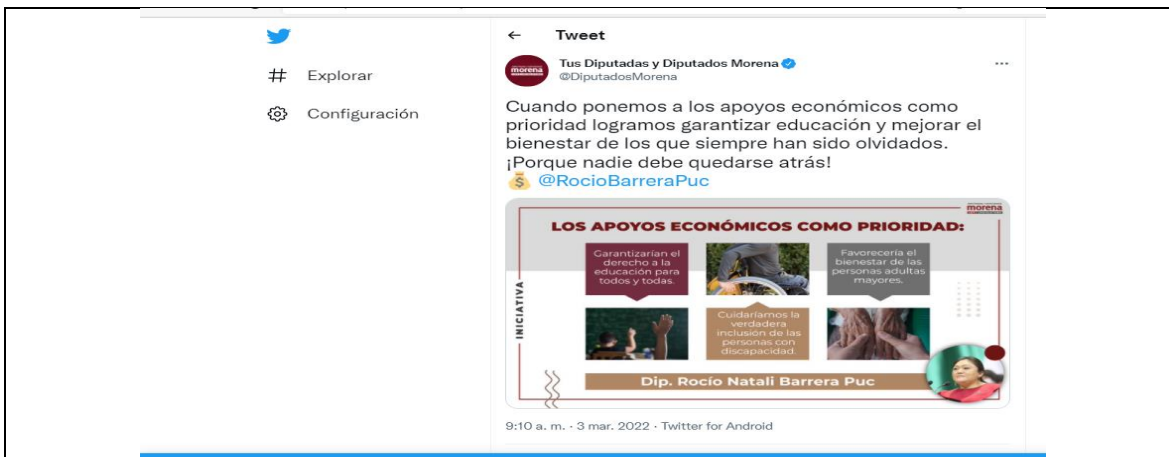 Tweet
Explorar
Configuración
morena
Tus Diputadas y Diputados Morena
@DiputadosMorena
Cuando ponemos a los apoyos económicos como
prioridad logramos garantizar educación y mejorar el
bienestar de los que siempre han sido olvidados.
¡Porque nadie debe quedarse atrás!
@RocioBarreraPuc
morena
LOS APOYOS ECONÓMICOS COMO PRIORIDAD:
INICIATIVA
Garantizarían el
derecho a la
educación para
todos y todas.
Cuidaríamos la
verdadera
inclusión de las
personas con
discapacidad.
Favorecería el
bienestar de las
personas adultas
mayores.
Dip. Rocío Natali Barrera Puc
9:10 a. m. · 3 mar. 2022 · Twitter for Android